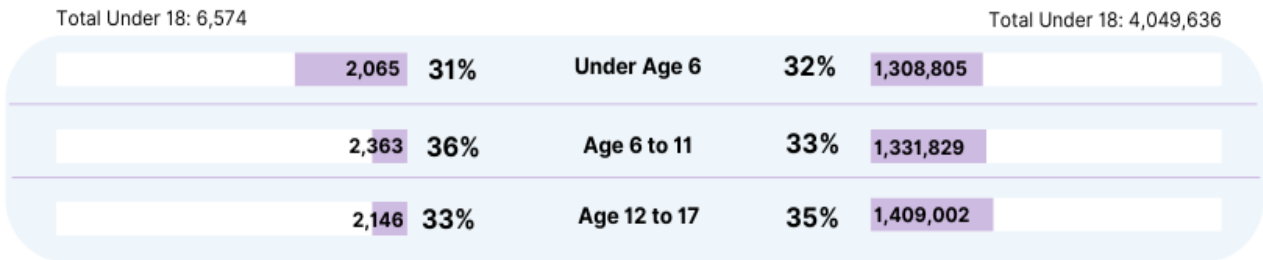 Total Under 18: 6,574 Total Under 18: 4,049,636
2,065 31% Under Age 6 32% 1,308,805
2,363 36% Age 6 to 11 33% 1,331,829
2,146 33% Age 12 to 17 35% 1,409,002